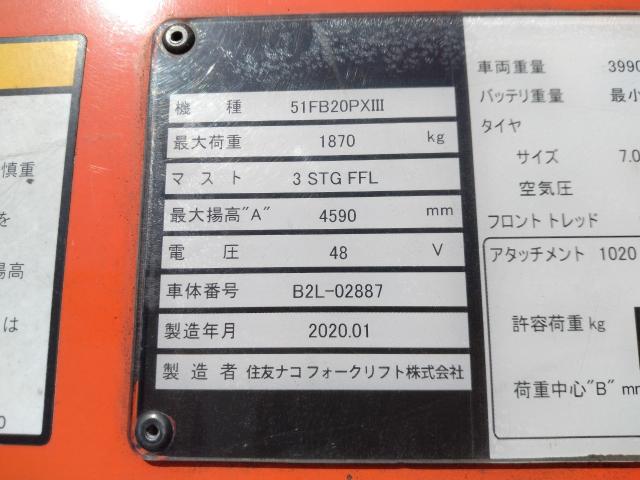 機 種 51FB20PXIII
最大荷重 1870 kg
マ ス ト 3 STG FFL
最大揚高"A" 4590 mm
電 圧 48 V
車体番号 B2L-02887
製造年月 2020.01
製 造 者 住友ナコ フォークリフト株式会社
車両重量 3990
バッテリ重量 最小
タイヤ
サイズ 7.0
空気圧
フロント トレッド
アタッチメント 1020
許容荷重 kg
荷重中心"B" mm
慎重
を
揚高
は